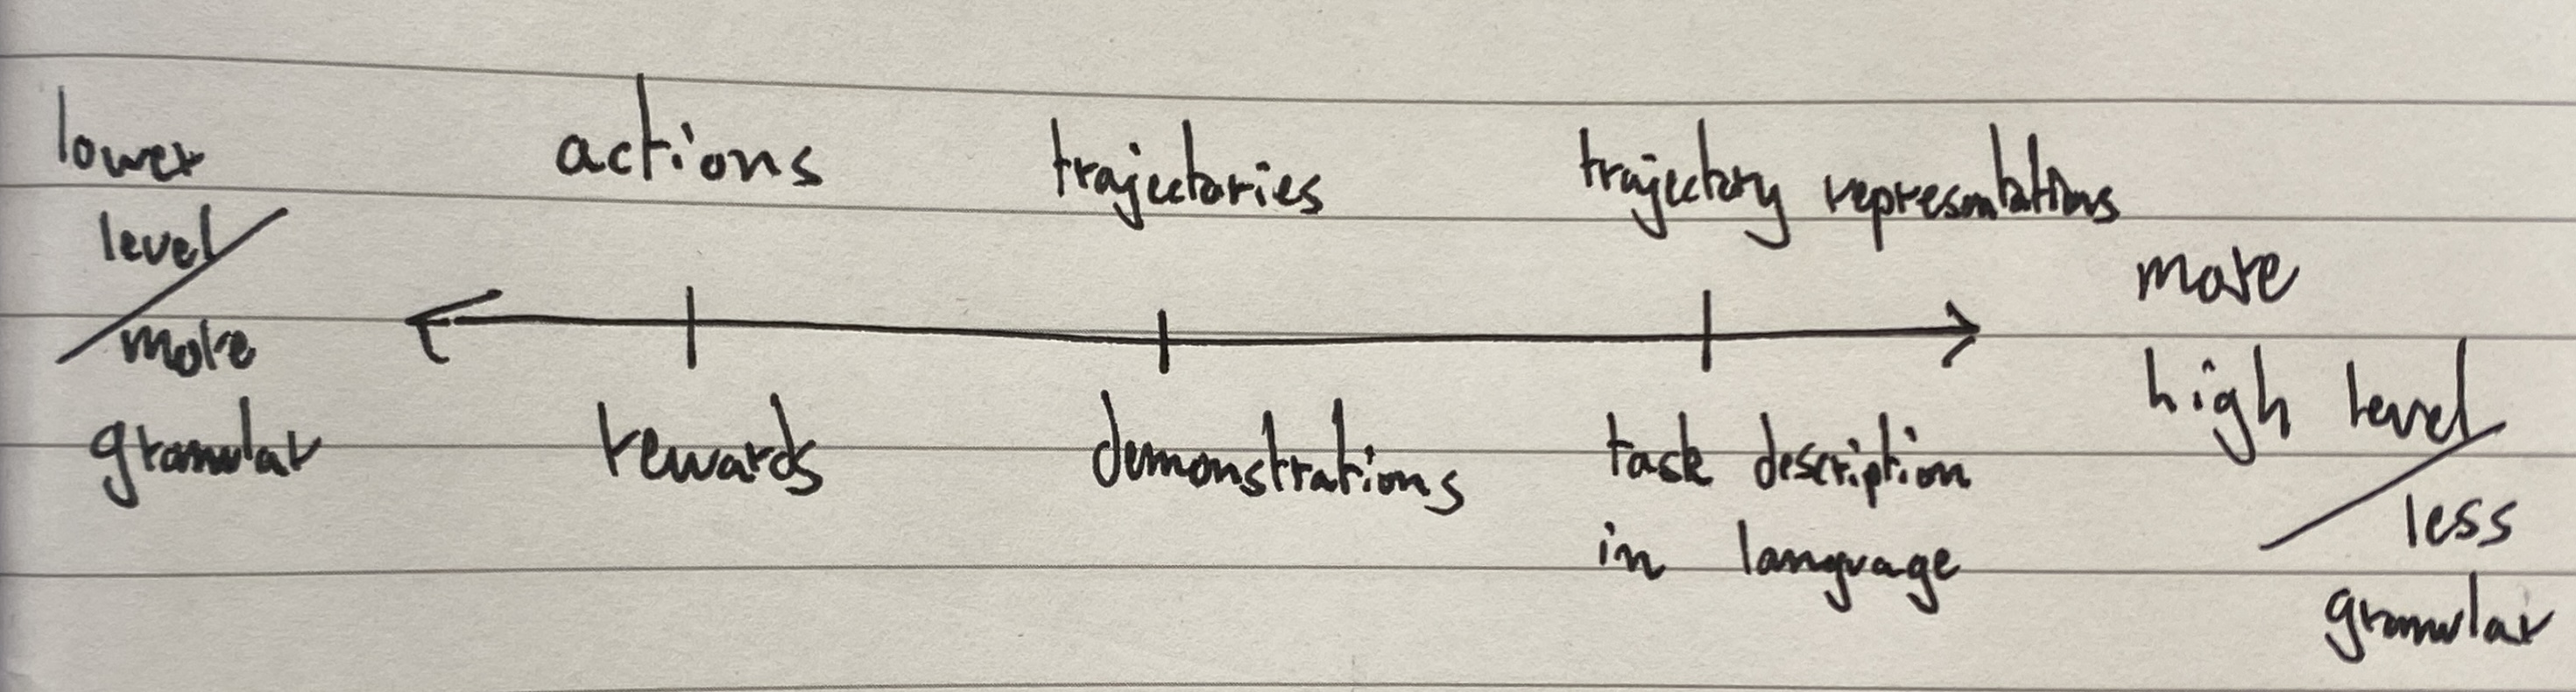 lower
level/
more
granular
actions
trajectories
trajectory representations
rewards
demonstrations
task description
in language
more
high level/
less
granular